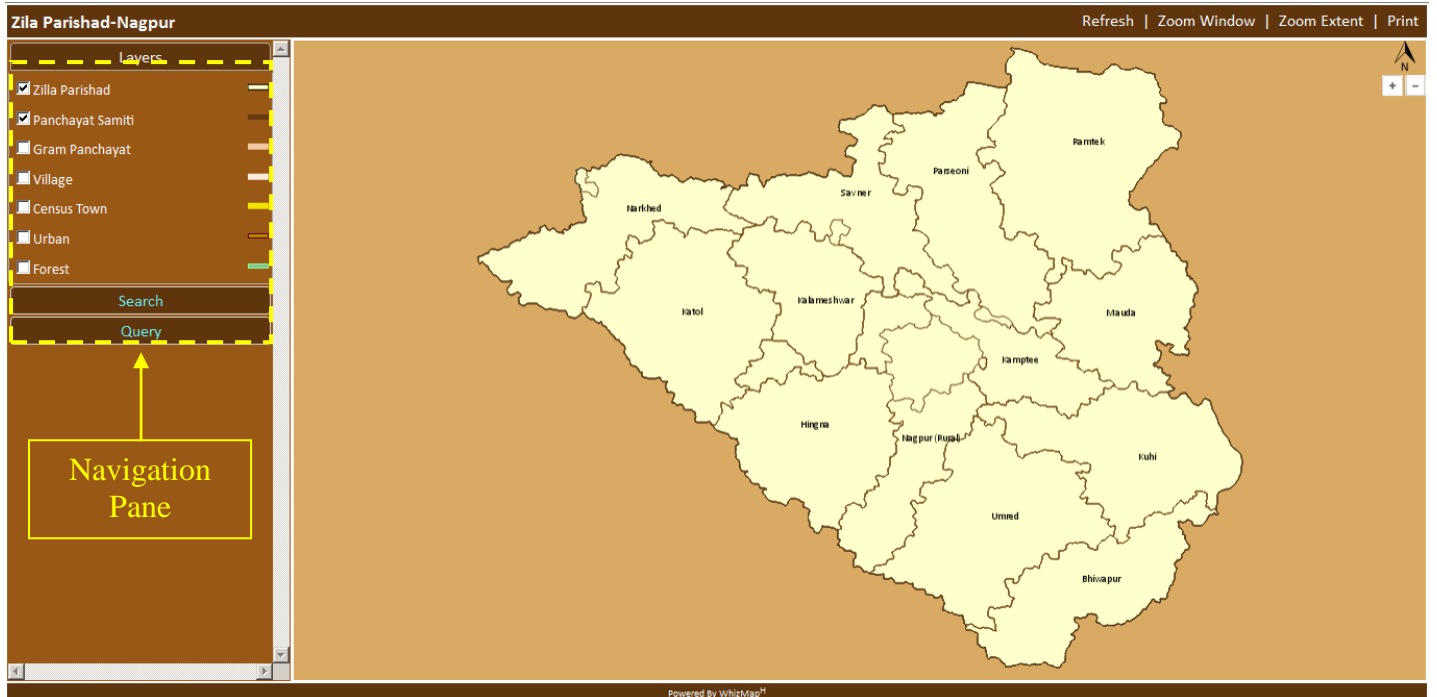 Zila Parishad-Nagpur
Refresh | Zoom Window | Zoom Extent | Print
Layers
Zilla Parishad
Panchayat Samiti
Gram Panchayat
Village
Census Town
Urban
Forest
Search
Query
Navigation
Pane
N
+ -
Ramtek
Parseoni
Savner
Narkhed
Kalameshwar
Katol
Mauda
Kamptee
Hingna
Nagpur (Rural)
Kuhi
Umred
Bhiwapur
Powered By WhizMapH